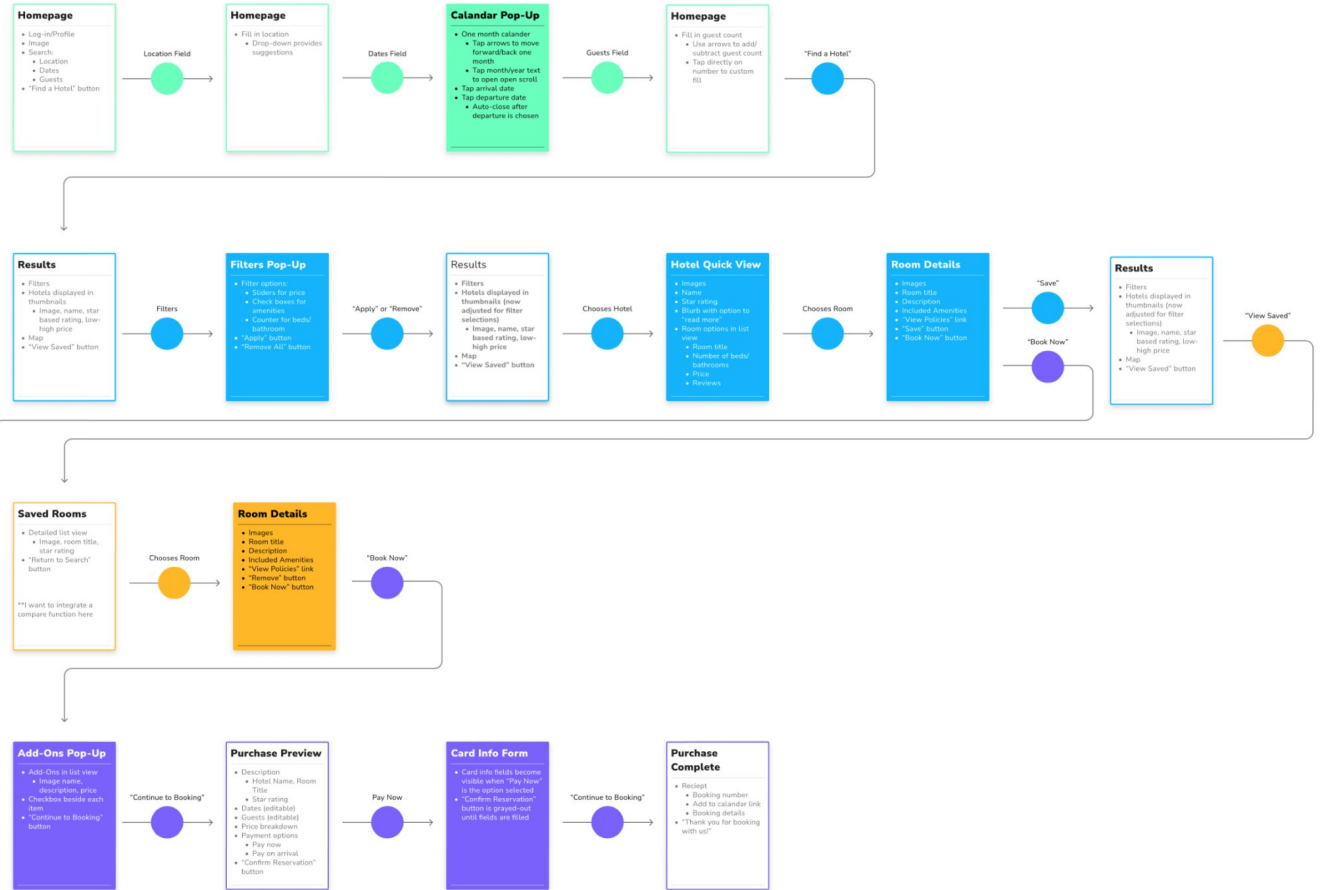 Homepage
• Log-in/Profile
• Image
• Search:
• Location
• Dates
• Guests
• "Find a Hotel" button
Location Field
Homepage
• Fill in location
• Drop-down provides
suggestions
Dates Field
Calandar Pop-Up
• One month calander
• Tap arrows to move
forward/back one
month
• Tap month/year text
to open open scroll
• Tap arrival date
• Tap departure date
• Auto-close after
departure is chosen
Guests Field
Homepage
• Fill in guest count
• Use arrows to add/
subtract guest count
• Tap directly on
number to custom
fill
"Find a Hotel"
Results
• Filters
• Hotels displayed in
thumbnails
• Image, name, star
based rating, low-
high price
• Map
• "View Saved" button
Filters
Filters Pop-Up
• Filter options:
• Sliders for price
• Check boxes for
amenities
• Counter for beds/
bathroom
• "Apply" button
• "Remove All" button
"Apply" or "Remove"
Results
• Filters
• Hotels displayed in
thumbnails (now
adjusted for filter
selections)
• Image, name, star
based rating, low-
high price
• Map
• "View Saved" button
Chooses Hotel
Hotel Quick View
• Images
• Name
• Star rating
• Blurb with option to
"read more"
• Room options in list
view
• Room title
• Number of beds/
bathrooms
• Price
• Reviews
Chooses Room
Room Details
• Images
• Room title
• Description
• Included Amenities
• "View Policies" link
• "Save" button
• "Book Now" button
"Save"
"Book Now"
Results
• Filters
• Hotels displayed in
thumbnails (now
adjusted for filter
selections)
• Image, name, star
based rating, low-
high price
• Map
• "View Saved" button
"View Saved"
Saved Rooms
• Detailed list view
• Image, room title,
star rating
• "Return to Search"
button
**I want to integrate a
compare function here
Chooses Room
Room Details
• Images
• Room title
• Description
• Included Amenities
• "View Policies" link
• "Remove" button
• "Book Now" button
"Book Now"
Add-Ons Pop-Up
• Add-Ons in list view
• Image name,
description, price
• Checkbox beside each
item
• "Continue to Booking"
button
"Continue to Booking"
Purchase Preview
• Description
• Hotel Name, Room
Title
• Star rating
• Dates (editable)
• Guests (editable)
• Price breakdown
• Payment options
• Pay now
• Pay on arrival
• "Confirm Reservation"
button
Pay Now
Card Info Form
• Card info fields become
visible when "Pay Now"
is the option selected
• "Confirm Reservation"
button is grayed-out
until fields are filled
"Continue to Booking"
Purchase
Complete
• Reciept
• Booking number
• Add to calandar link
• Booking details
• "Thank you for booking
with us!"